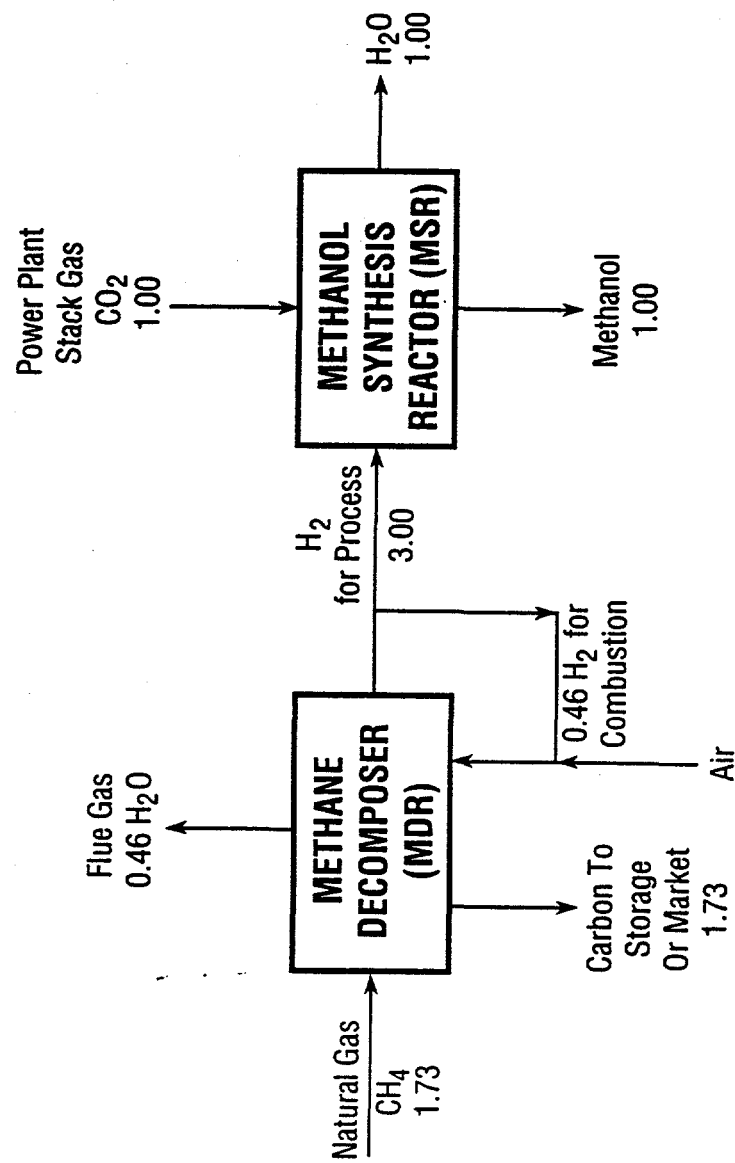 Natural Gas
CH4
1.73
Flue Gas
0.46 H2O
METHANE
DECOMPOSER
(MDR)
Carbon To
Storage
Or Market
1.73
Air
0.46 H2 for
Combustion
H2
for Process
3.00
Power Plant
Stack Gas
CO2
1.00
METHANOL
SYNTHESIS
REACTOR (MSR)
Methanol
1.00
H2O
1.00